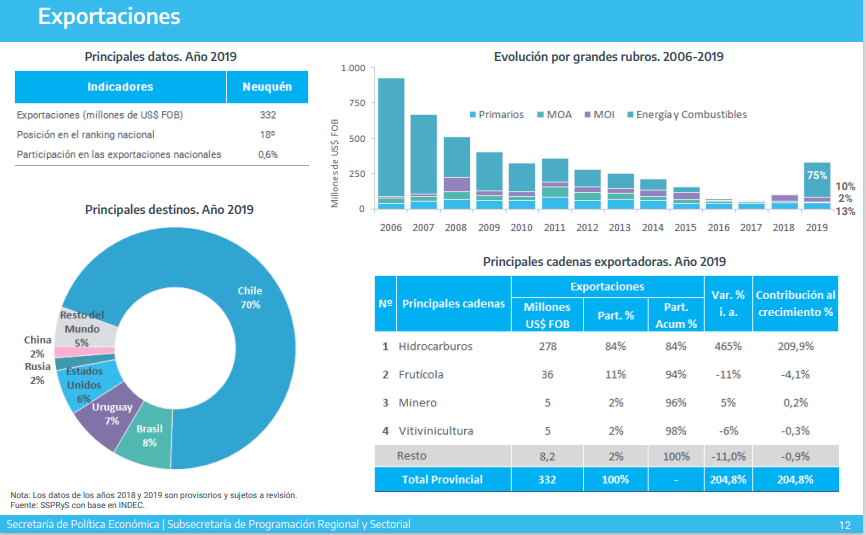 Exportaciones
Principales datos. Año 2019
Indicadores Neuquén
Exportaciones (millones de US$ FOB) 332
Posición en el ranking nacional 18º
Participación en las exportaciones nacionales 0,6%
Evolución por grandes rubros. 2006-2019
Millones de US$ FOB
1.000
750
500
250
0
Primarios MOA MOI Energía y Combustibles
75%
10%
2%
13%
2006 2007 2008 2009 2010 2011 2012 2013 2014 2015 2016 2017 2018 2019
Principales destinos. Año 2019
Chile
70%
Resto del
Mundo
5%
China
2%
Rusia
2%
Estados
Unidos
6%
Uruguay
7%
Brasil
8%
Principales cadenas exportadoras. Año 2019
Nº Principales cadenas Exportaciones Var. % i. a. Contribución al crecimiento %
Millones US$ FOB Part. % Part. Acum %
1 Hidrocarburos 278 84% 84% 465% 209,9%
2 Frutícola 36 11% 94% -11% -4,1%
3 Minero 5 2% 96% 5% 0,2%
4 Vitivinicultura 5 2% 98% -6% -0,3%
Resto 8,2 2% 100% -11,0% -0,9%
Total Provincial 332 100% - 204,8% 204,8%
Nota: Los datos de los años 2018 y 2019 son provisorios y sujetos a revisión.
Fuente: SSPRyS con base en INDEC.
Secretaría de Política Económica | Subsecretaría de Programación Regional y Sectorial 12